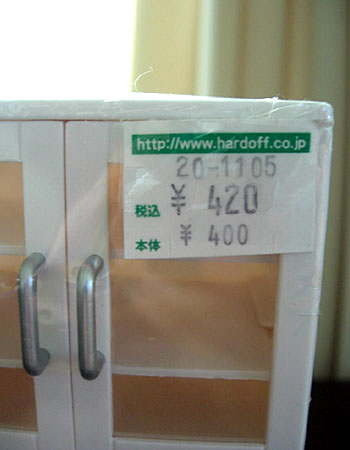 http://www.hardoff.co.jp
20-1105
税込 ¥ 420
本体 ¥ 400